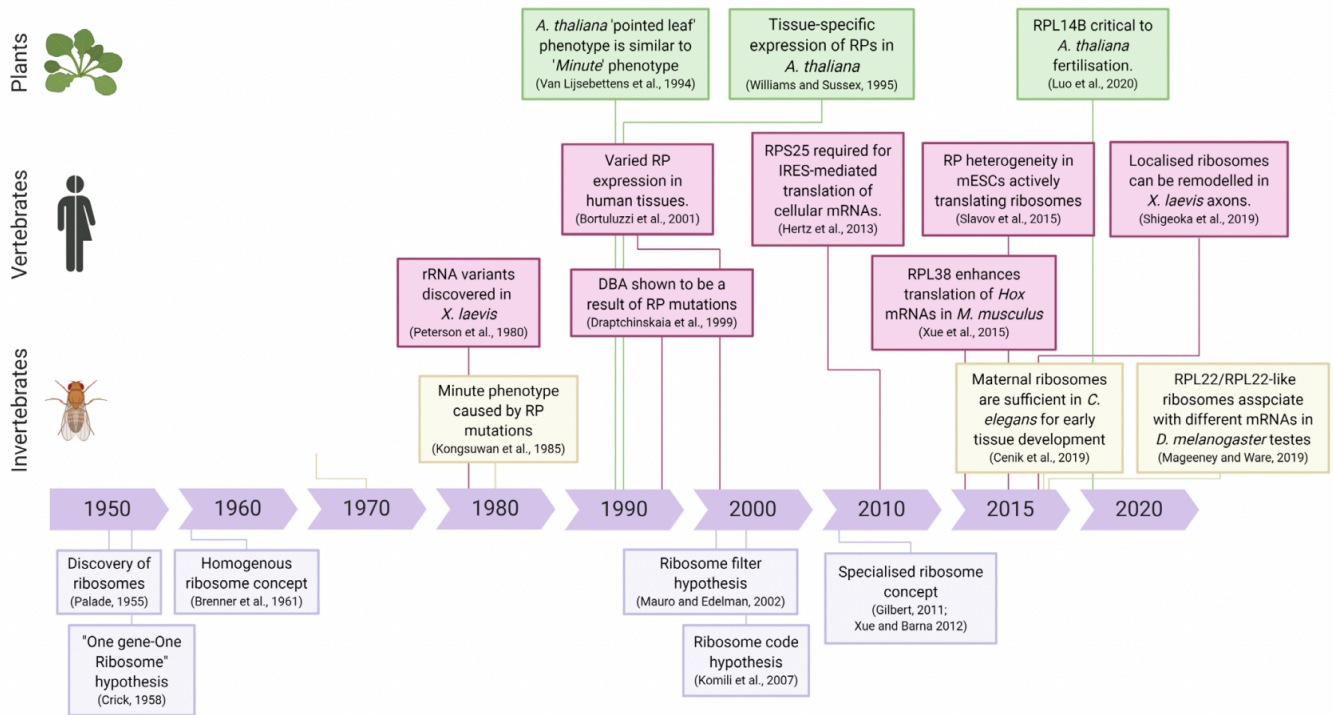 Plants
A. thaliana 'pointed leaf'
phenotype is similar to
'Minute' phenotype
(Van Lijsebettens et al., 1994)
Tissue-specific
expression of RPs in
A. thaliana
(Williams and Sussex, 1995)
RPL14B critical to
A. thaliana
fertilisation.
(Luo et al., 2020)
Vertebrates
Varied RP
expression in
human tissues.
(Bortuluzzi et al., 2001)
RPS25 required for
IRES-mediated
translation of
cellular mRNAs.
(Hertz et al., 2013)
RP heterogeneity in
mESCs actively
translating ribosomes
(Slavov et al., 2015)
Localised ribosomes
can be remodelled in
X. laevis axons.
(Shigeoka et al., 2019)
rRNA variants
discovered in
X. laevis
(Peterson et al., 1980)
DBA shown to be a
result of RP mutations
(Draptchinskaia et al., 1999)
RPL38 enhances
translation of Hox
mRNAs in M. musculus
(Xue et al., 2015)
Invertebrates
Minute phenotype
caused by RP
mutations
(Kongsuwan et al., 1985)
Maternal ribosomes
are sufficient in C.
elegans for early
tissue development
(Cenik et al., 2019)
RPL22/RPL22-like
ribosomes asspciate
with different mRNAs in
D. melanogaster testes
(Mageeney and Ware, 2019)
1950
1960
1970
1980
1990
2000
2010
2015
2020
Discovery of
ribosomes
(Palade, 1955)
Homogenous
ribosome concept
(Brenner et al., 1961)
Ribosome filter
hypothesis
(Mauro and Edelman, 2002)
Specialised ribosome
concept
(Gilbert, 2011;
Xue and Barna 2012)
"One gene-One
Ribosome"
hypothesis
(Crick, 1958)
Ribosome code
hypothesis
(Komili et al., 2007)